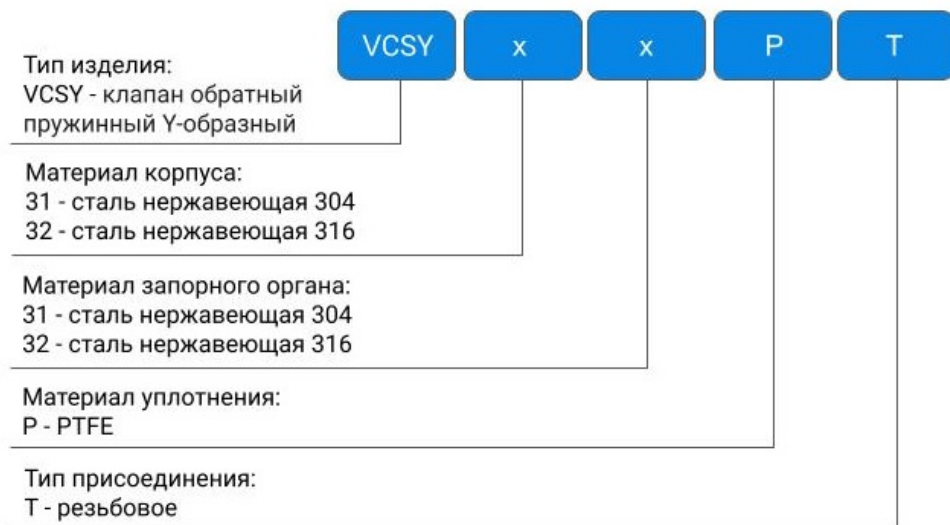 VCSY x x P T
Тип изделия:
VCSY - клапан обратный
пружинный Y-образный
Материал корпуса:
31 - сталь нержавеющая 304
32 - сталь нержавеющая 316
Материал запорного органа:
31 - сталь нержавеющая 304
32 - сталь нержавеющая 316
Материал уплотнения:
P - PTFE
Тип присоединения:
T - резьбовое